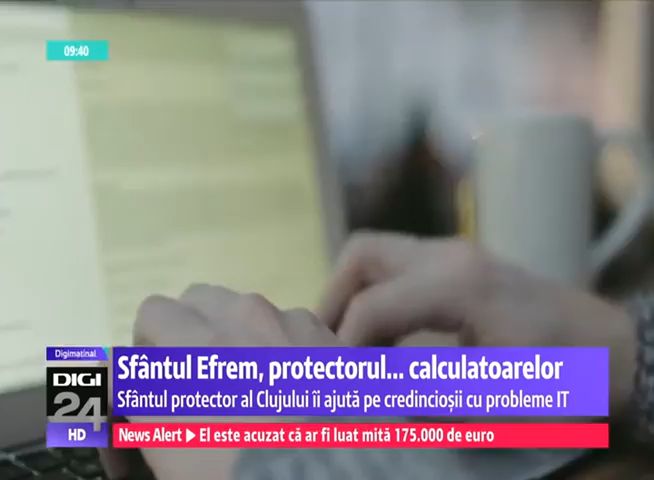 09:40
Digimatinal
Sfântul Efrem, protectorul... calculatoarelor
DIGI
24
Sfântul protector al Clujului îi ajută pe credincioșii cu probleme IT
HD
News Alert ▶ El este acuzat că ar fi luat mită 175.000 de euro